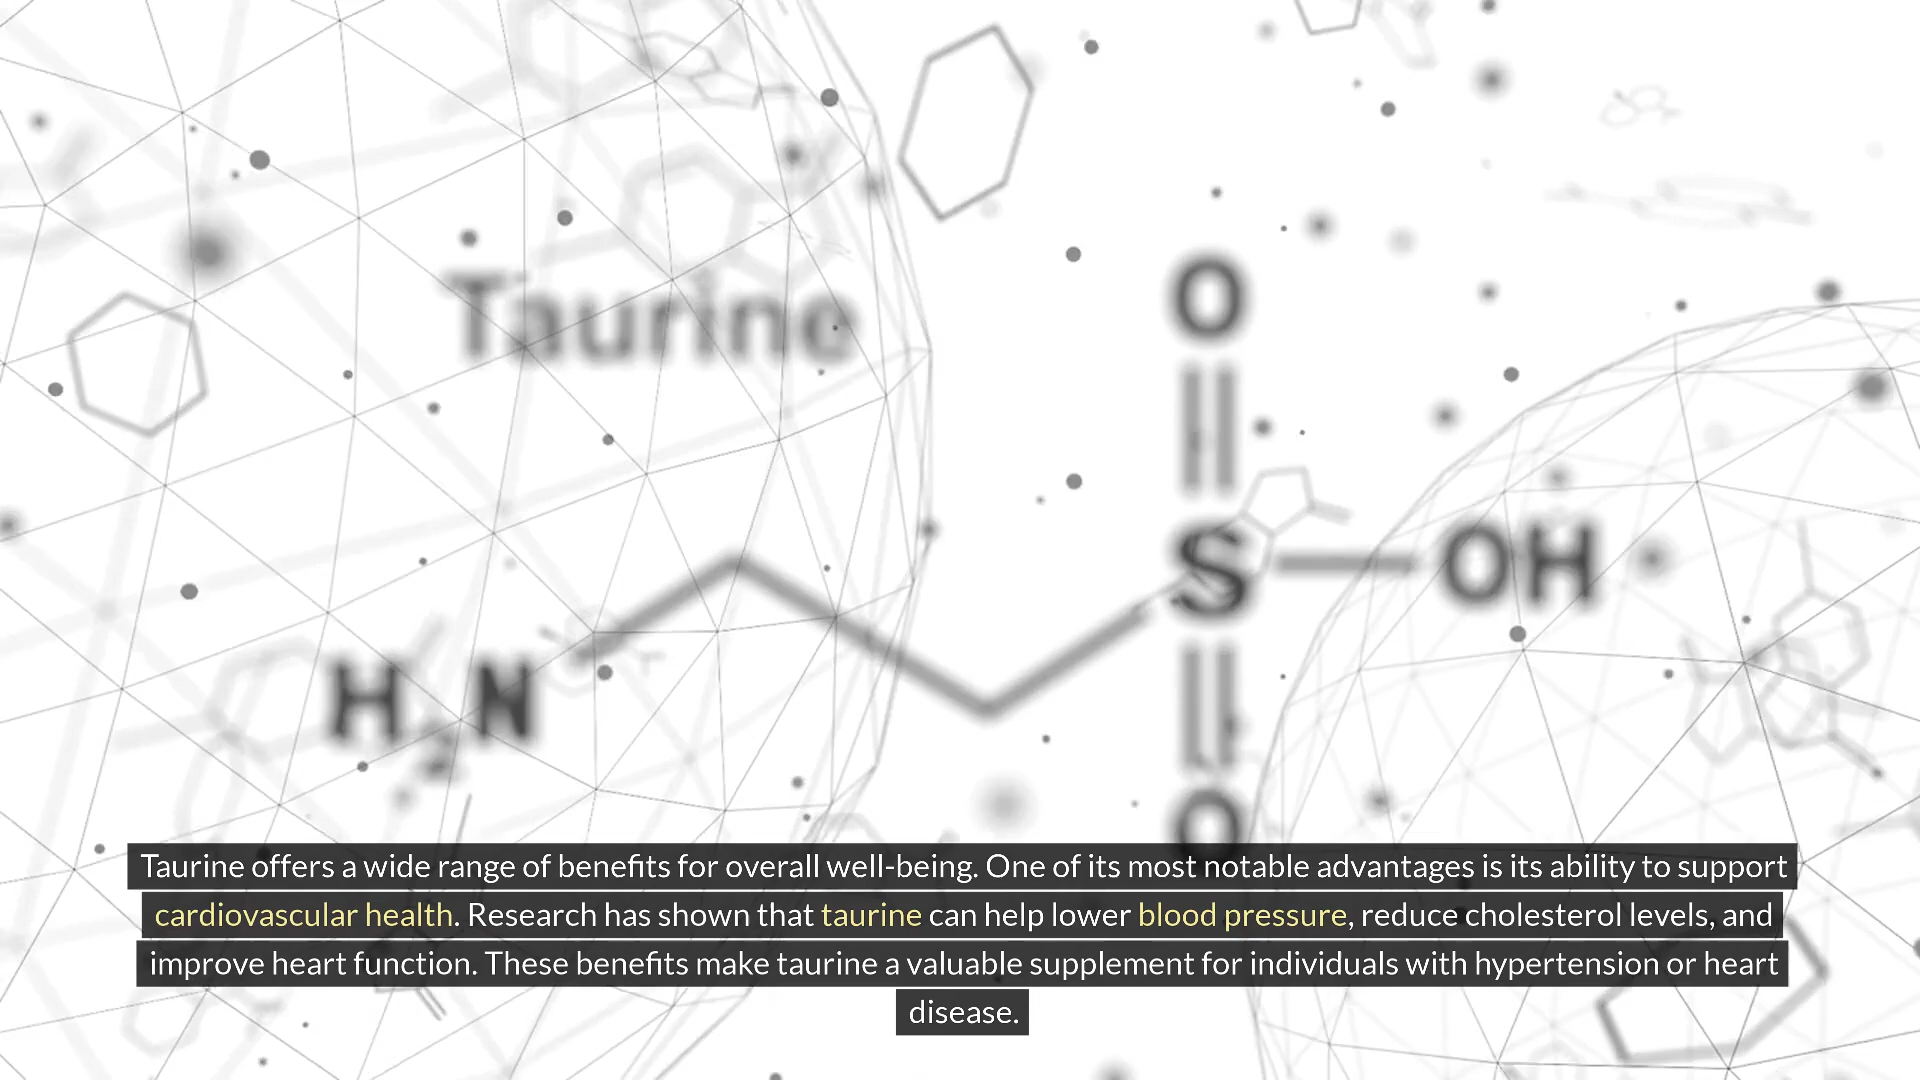 Taurine
O
S
OH
H2N
O
Taurine offers a wide range of benefits for overall well-being. One of its most notable advantages is its ability to support
cardiovascular health. Research has shown that taurine can help lower blood pressure, reduce cholesterol levels, and
improve heart function. These benefits make taurine a valuable supplement for individuals with hypertension or heart
disease.